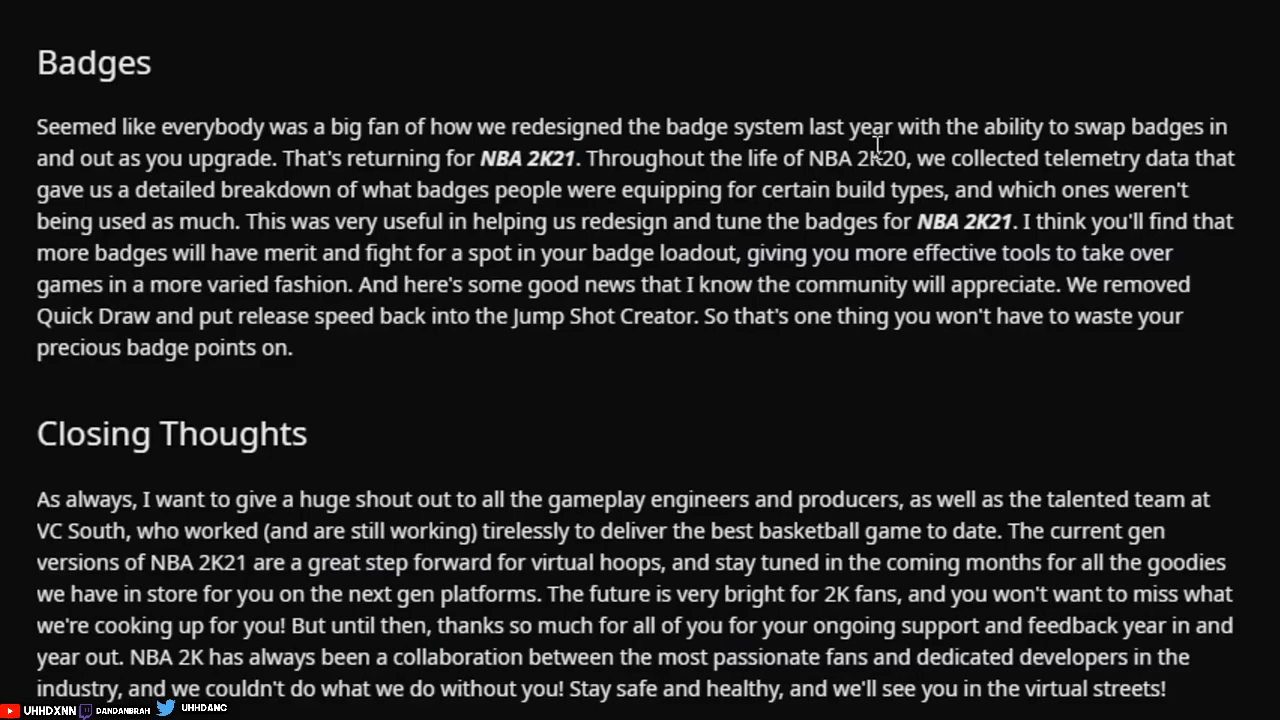 Badges
Seemed like everybody was a big fan of how we redesigned the badge system last year with the ability to swap badges in
and out as you upgrade. That's returning for NBA 2K21. Throughout the life of NBA 2K20, we collected telemetry data that
gave us a detailed breakdown of what badges people were equipping for certain build types, and which ones weren't
being used as much. This was very useful in helping us redesign and tune the badges for NBA 2K21. I think you'll find that
more badges will have merit and fight for a spot in your badge loadout, giving you more effective tools to take over
games in a more varied fashion. And here's some good news that I know the community will appreciate. We removed
Quick Draw and put release speed back into the Jump Shot Creator. So that's one thing you won't have to waste your
precious badge points on.
Closing Thoughts
As always, I want to give a huge shout out to all the gameplay engineers and producers, as well as the talented team at
VC South, who worked (and are still working) tirelessly to deliver the best basketball game to date. The current gen
versions of NBA 2K21 are a great step forward for virtual hoops, and stay tuned in the coming months for all the goodies
we have in store for you on the next gen platforms. The future is very bright for 2K fans, and you won't want to miss what
we're cooking up for you! But until then, thanks so much for all of you for your ongoing support and feedback year in and
year out. NBA 2K has always been a collaboration between the most passionate fans and dedicated developers in the
industry, and we couldn't do what we do without you! Stay safe and healthy, and we'll see you in the virtual streets!
UHHDXNN DANDANBRAH UHHDANC